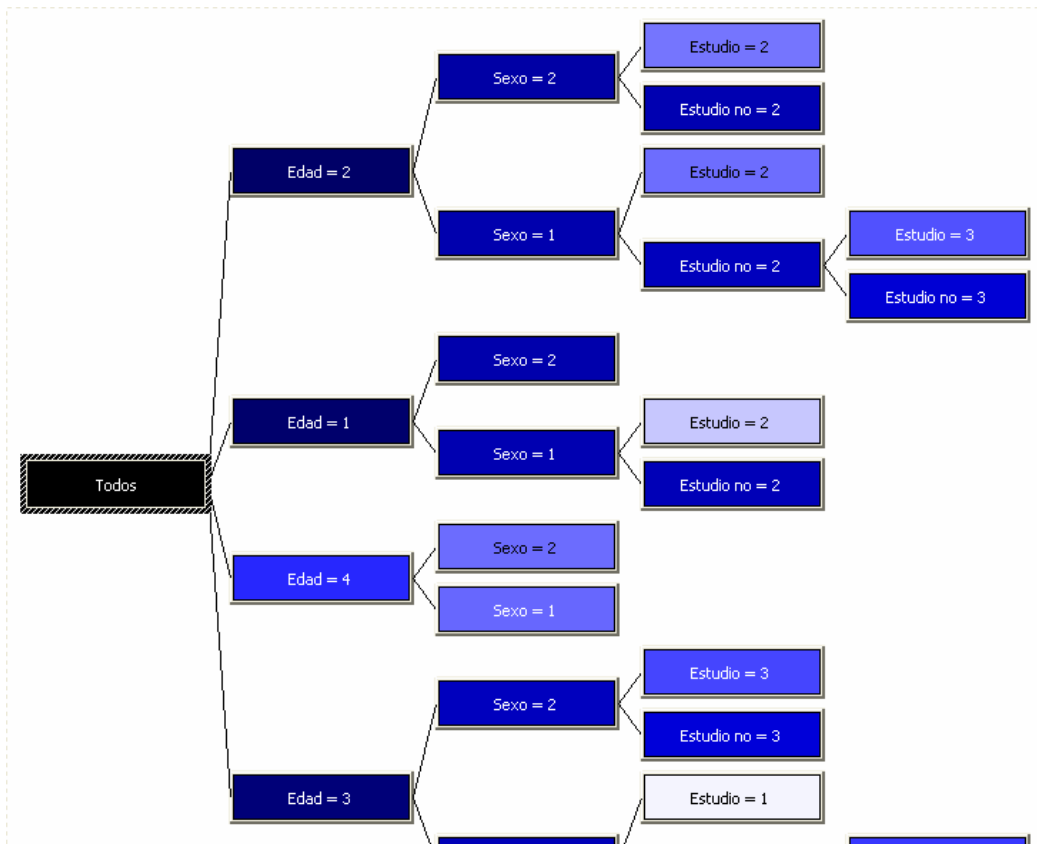 Todos
Edad = 2
Sexo = 2
Estudio = 2
Estudio no = 2
Sexo = 1
Estudio = 2
Estudio no = 2
Estudio = 3
Estudio no = 3
Edad = 1
Sexo = 2
Sexo = 1
Estudio = 2
Estudio no = 2
Edad = 4
Sexo = 2
Sexo = 1
Edad = 3
Sexo = 2
Estudio = 3
Estudio no = 3
Estudio = 1